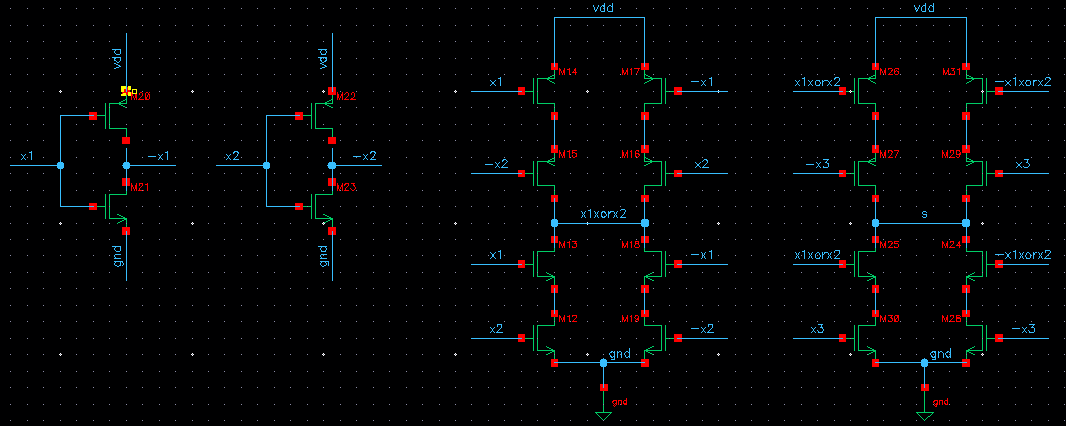 vdd
M20
x1
-x1
M21
gnd
vdd
M22
x2
-x2
M23
gnd
vdd
x1
M14
M17
-x1
-x2
M15
M16
x2
x1xorx2
x1
M13
M18
-x1
x2
M12
M19
-x2
gnd
gnd
vdd
x1xorx2
M26
M31
-x1xorx2
-x3
M27
M29
x3
s
x1xorx2
M25
M24
-x1xorx2
x3
M30
M28
-x3
gnd
gnd